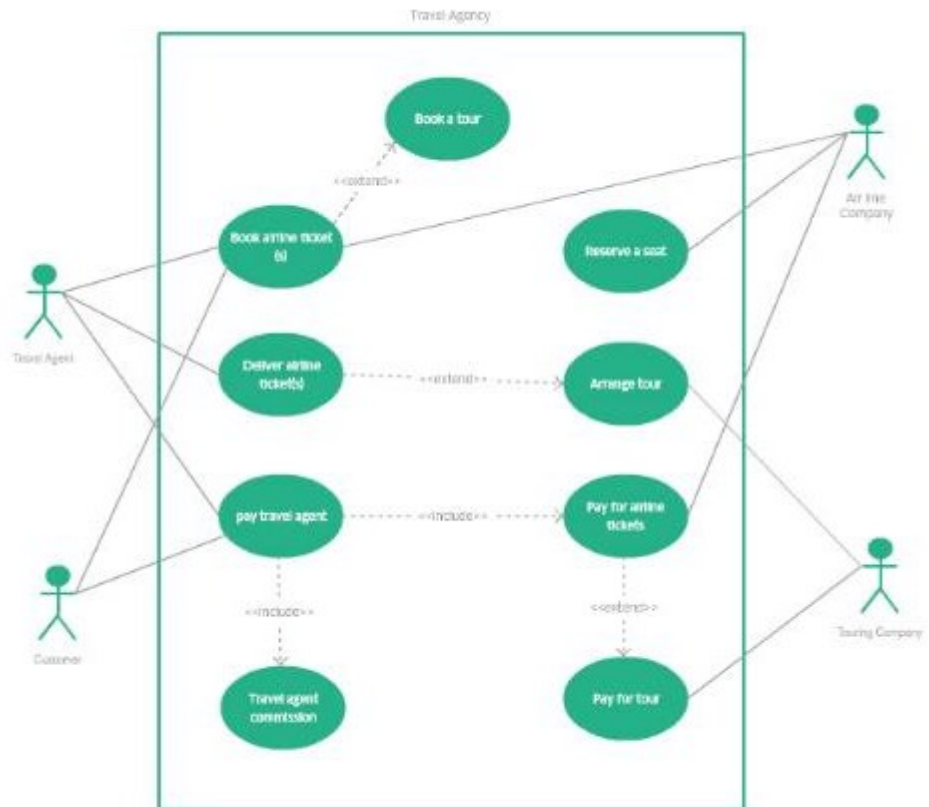 Travel Agency
Book a tour
<<extend>>
Book airline ticket
(s)
Reserve a seat
Air line
Company
Travel Agent
Deliver airline
ticket(s)
<<extend>>
Arrange tour
pay travel agent
<<include>>
Pay for airline
tickets
<<include>>
<<extend>>
Customer
Touring Company
Travel agent
commission
Pay for tour